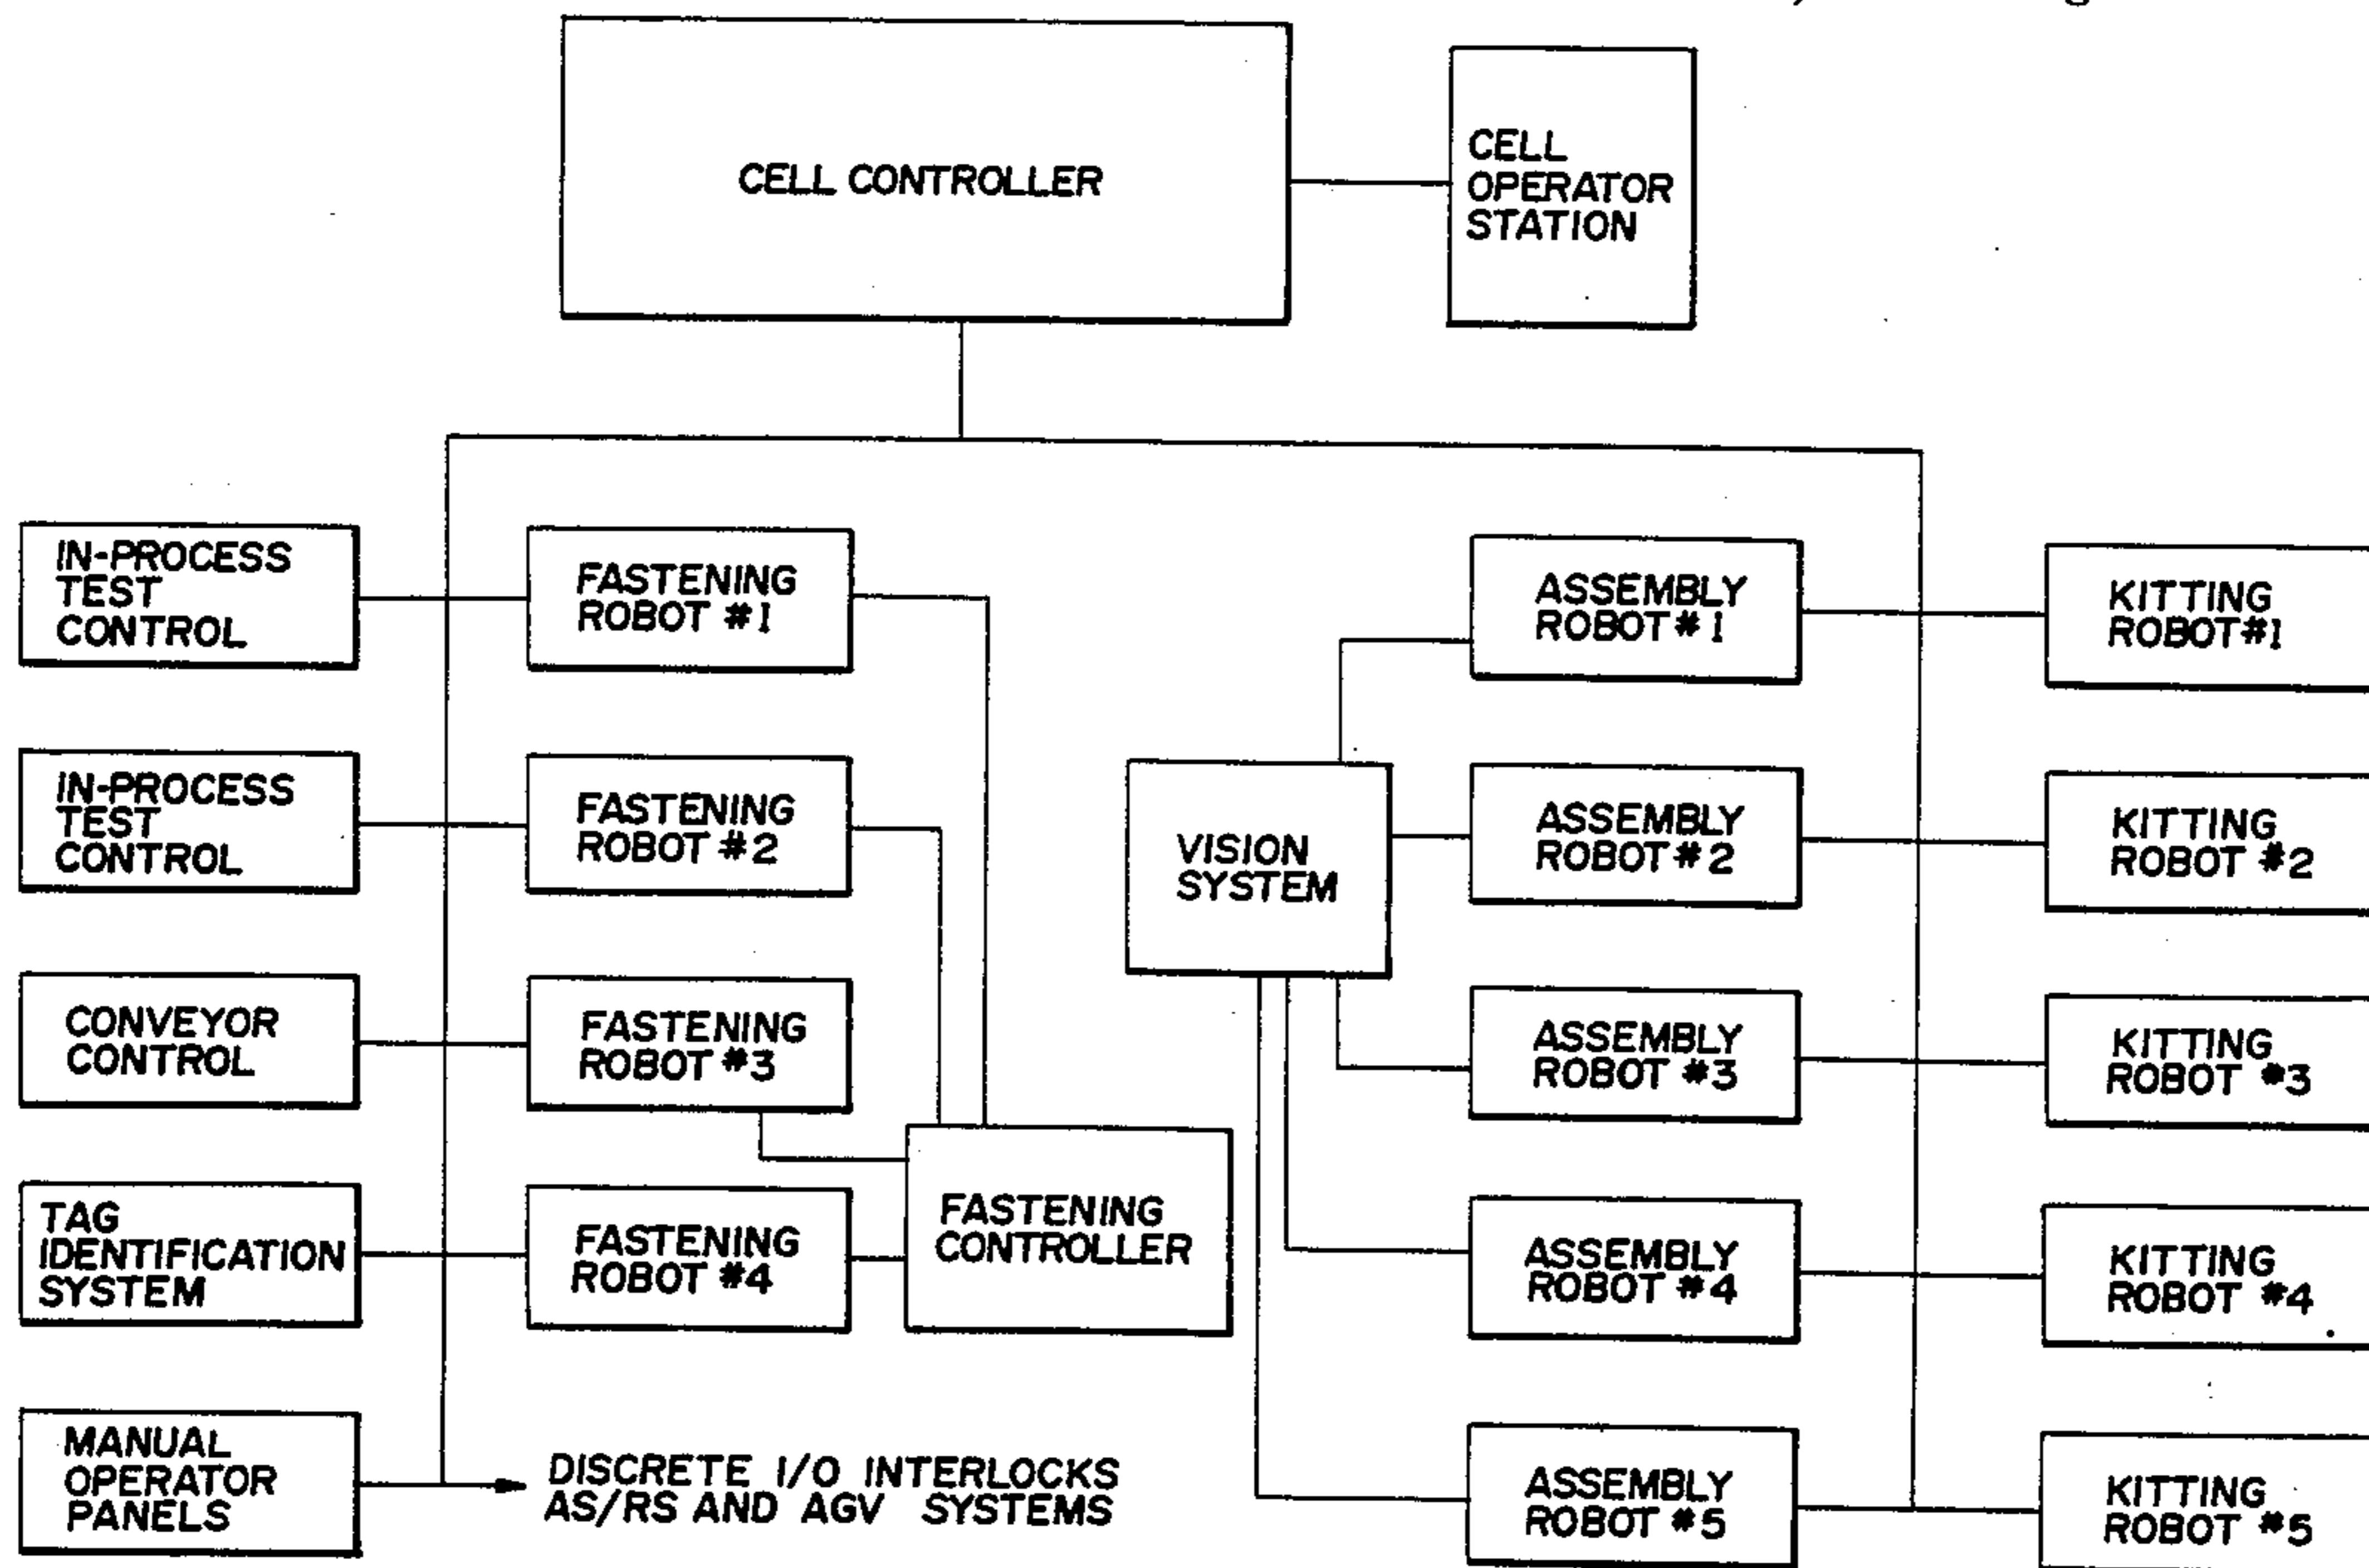 CELL CONTROLLER
CELL
OPERATOR
STATION
IN-PROCESS
TEST
CONTROL
FASTENING
ROBOT #1
ASSEMBLY
ROBOT #1
KITTING
ROBOT #1
IN-PROCESS
TEST
CONTROL
FASTENING
ROBOT #2
VISION
SYSTEM
ASSEMBLY
ROBOT #2
KITTING
ROBOT #2
CONVEYOR
CONTROL
FASTENING
ROBOT #3
ASSEMBLY
ROBOT #3
KITTING
ROBOT #3
TAG
IDENTIFICATION
SYSTEM
FASTENING
ROBOT #4
FASTENING
CONTROLLER
ASSEMBLY
ROBOT #4
KITTING
ROBOT #4
MANUAL
OPERATOR
PANELS
DISCRETE I/O INTERLOCKS
AS/RS AND AGV SYSTEMS
ASSEMBLY
ROBOT #5
KITTING
ROBOT #5